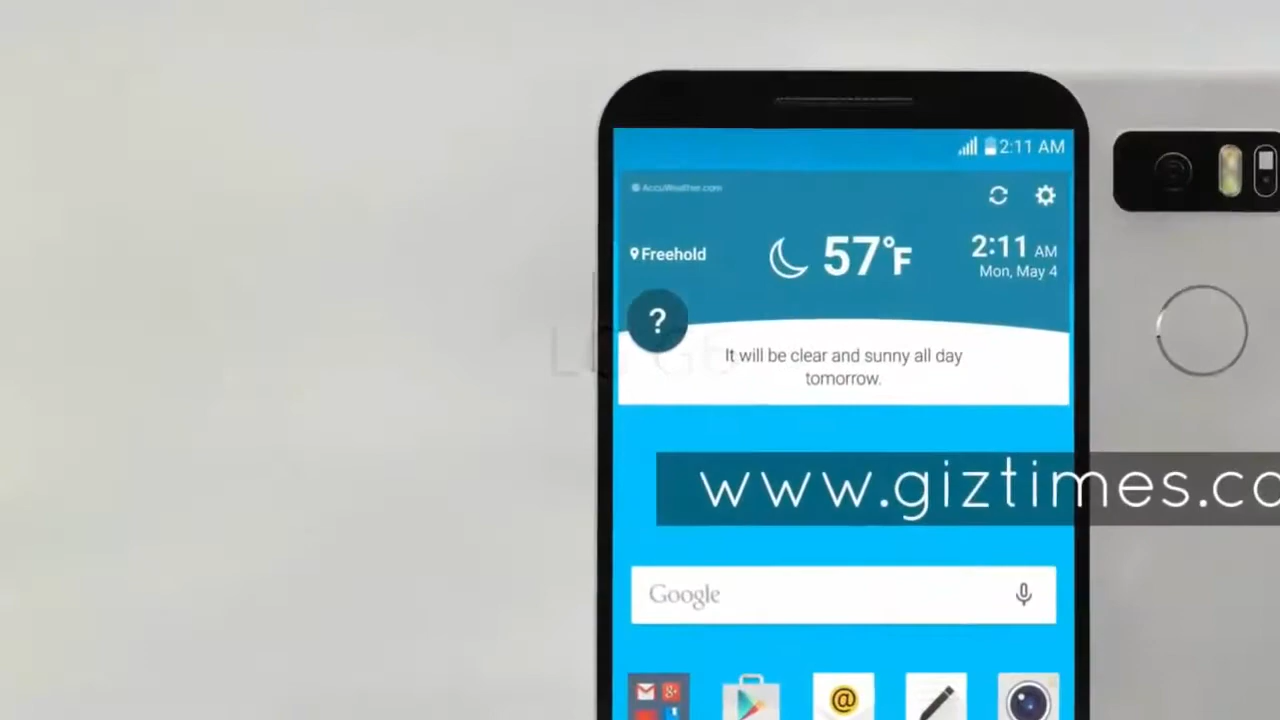 2:11 AM
AccuWeather.com
Freehold
57°F
2:11 AM
Mon, May 4
?
It will be clear and sunny all day
tomorrow.
www.giztimes.co
Google
@